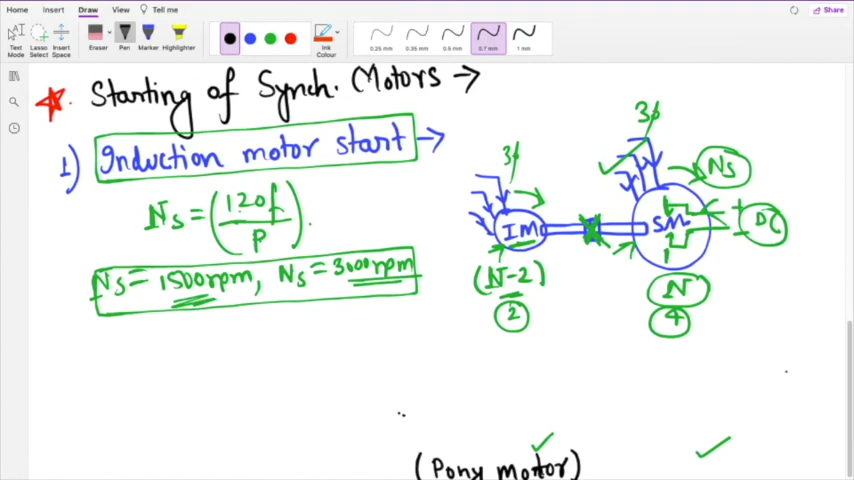 Home Insert Draw View Tell me Share
Text Mode Lasso Select Insert Space Eraser Pen Marker Highlighter Ink Colour 0.25 mm 0.35 mm 0.5 mm 0.7 mm 1 mm
Starting of Synch. Motors →
1) Induction motor start →
Ns = (120f/P).
Ns = 1500rpm, Ns = 3000rpm
3ϕ
3ϕ
Ns
IM
SM
+
-
DC
(N-2)
N
2
4
(Pony motor)